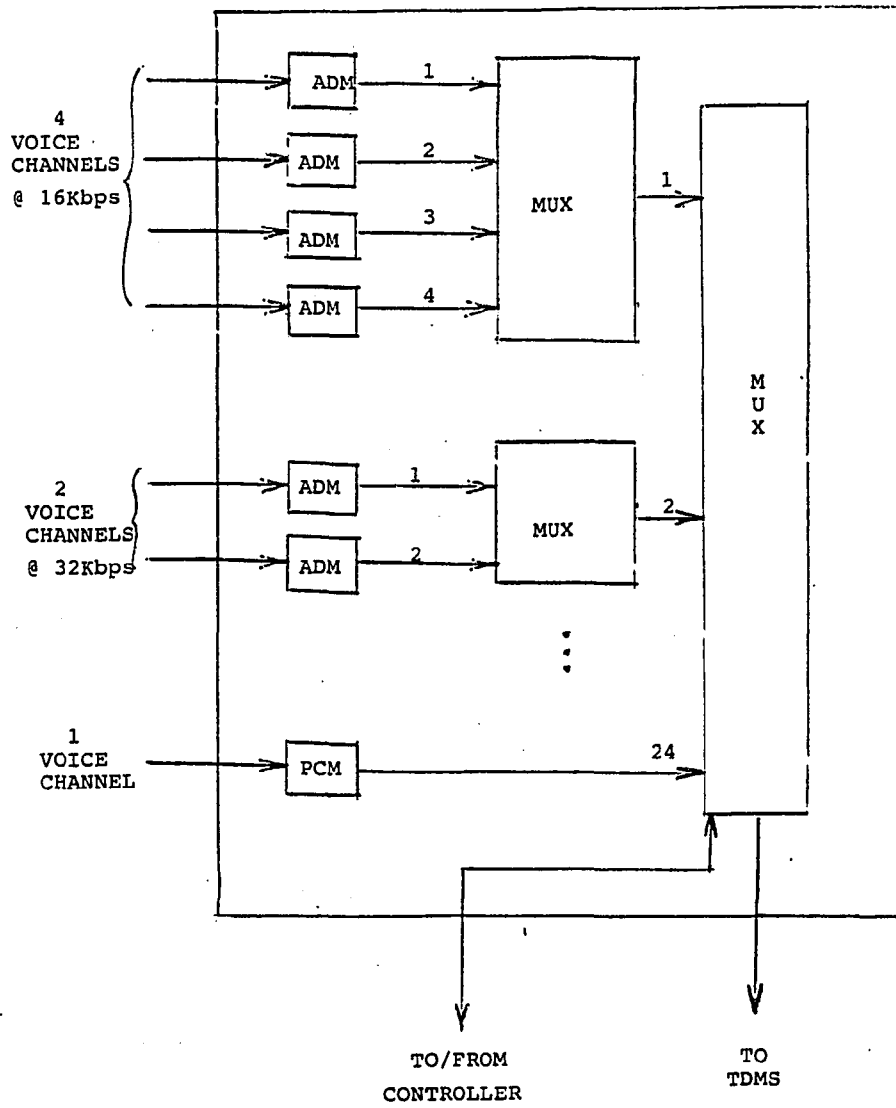 4
VOICE
CHANNELS
@ 16Kbps
ADM
1
ADM
2
ADM
3
ADM
4
MUX
1
2
VOICE
CHANNELS
@ 32Kbps
ADM
1
ADM
2
MUX
2
M
U
X
1
VOICE
CHANNEL
PCM
24
TO/FROM
CONTROLLER
TO
TDMS